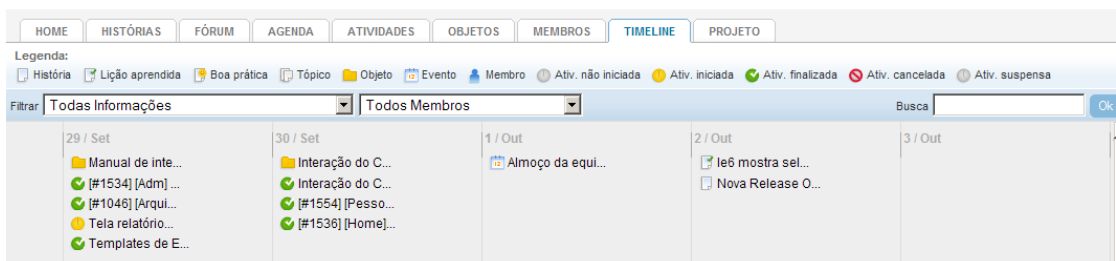 HOME HISTÓRIAS FÓRUM AGENDA ATIVIDADES OBJETOS MEMBROS TIMELINE PROJETO
Legenda:
História Lição aprendida Boa prática Tópico Objeto Evento Membro Ativ. não iniciada Ativ. iniciada Ativ. finalizada Ativ. cancelada Ativ. suspensa
Filtrar Todas Informações Todos Membros Busca Ok
29 / Set 30 / Set 1 / Out 2 / Out 3 / Out
Manual de inte... Interação do C... Almoço da equi... Ie6 mostra sel...
[#1534] [Adm] ... Interação do C... Nova Release O...
[#1046] [Arqui... [#1554] [Pesso...
Tela relatório... [#1536] [Home]...
Templates de E...